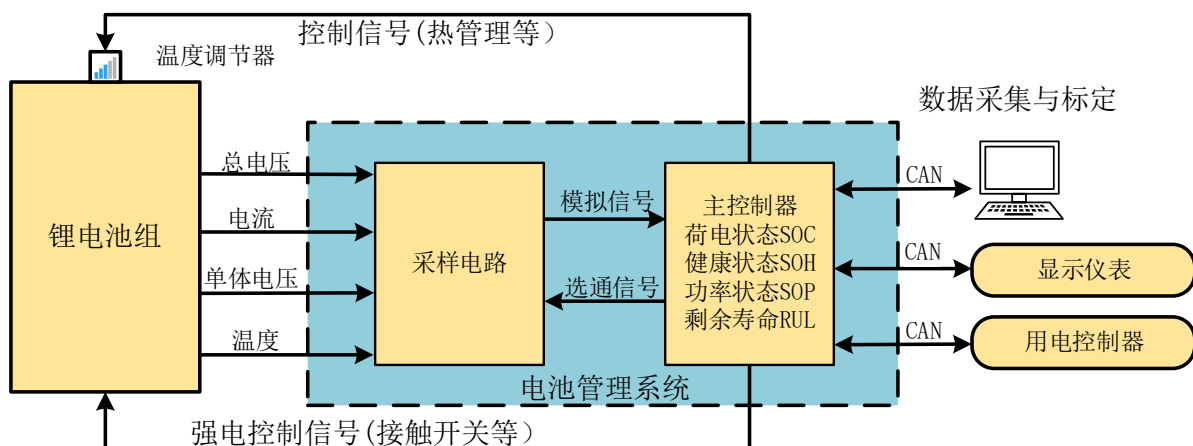 控制信号(热管理等）
温度调节器
数据采集与标定
锂电池组
总电压
电流
单体电压
温度
采样电路
模拟信号
选通信号
主控制器
荷电状态SOC
健康状态SOH
功率状态SOP
剩余寿命RUL
CAN
CAN
显示仪表
CAN
用电控制器
电池管理系统
强电控制信号(接触开关等）